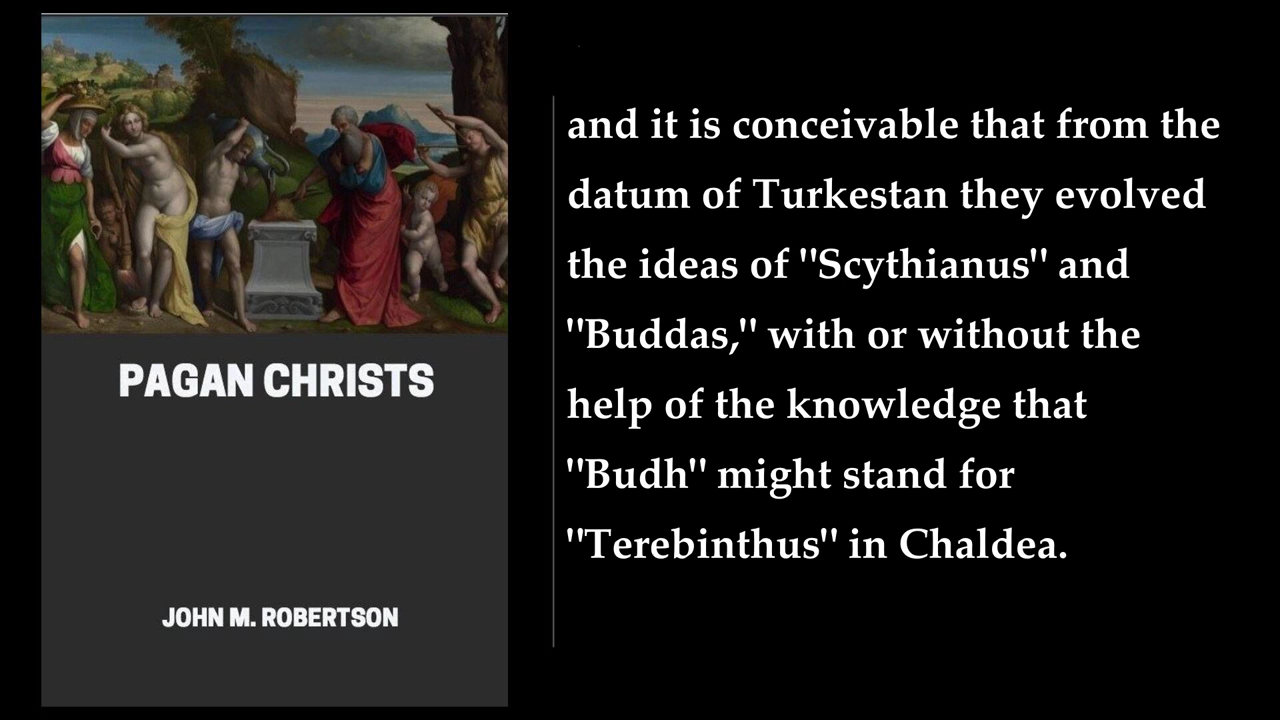 PAGAN CHRISTS
JOHN M. ROBERTSON
and it is conceivable that from the
datum of Turkestan they evolved
the ideas of "Scythianus" and
"Buddas," with or without the
help of the knowledge that
"Budh" might stand for
"Terebinthus" in Chaldea.